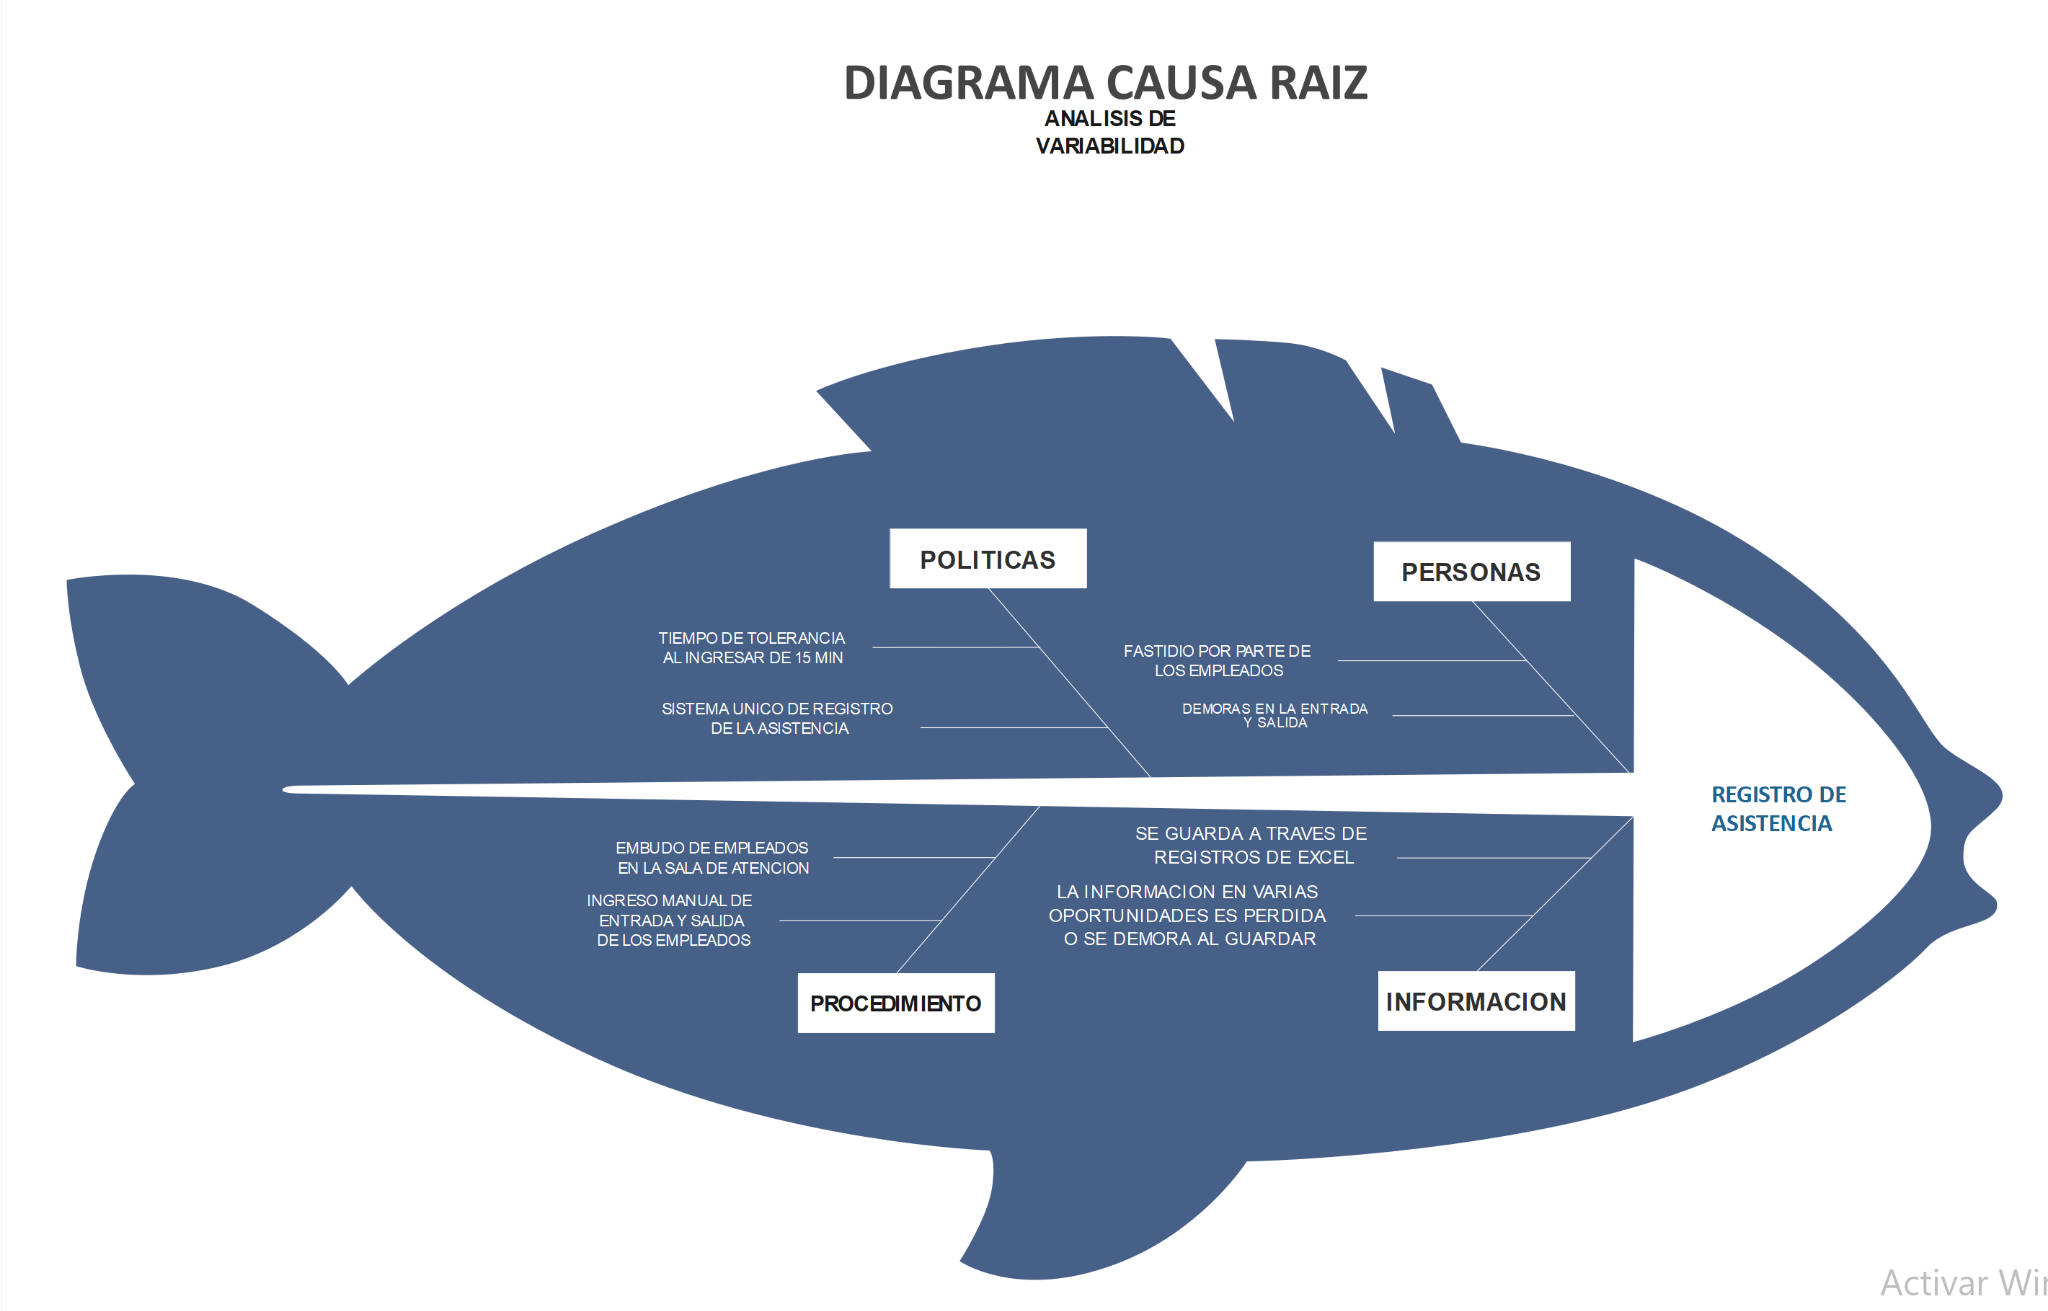 DIAGRAMA CAUSA RAIZ
ANALISIS DE
VARIABILIDAD
POLITICAS
PERSONAS
TIEMPO DE TOLERANCIA
AL INGRESAR DE 15 MIN
FASTIDIO POR PARTE DE
LOS EMPLEADOS
SISTEMA UNICO DE REGISTRO
DE LA ASISTENCIA
DEMORAS EN LA ENTRADA
Y SALIDA
REGISTRO DE
ASISTENCIA
EMBUDO DE EMPLEADOS
EN LA SALA DE ATENCION
SE GUARDA A TRAVES DE
REGISTROS DE EXCEL
INGRESO MANUAL DE
ENTRADA Y SALIDA
DE LOS EMPLEADOS
LA INFORMACION EN VARIAS
OPORTUNIDADES ES PERDIDA
O SE DEMORA AL GUARDAR
PROCEDIMIENTO
INFORMACION
Activar